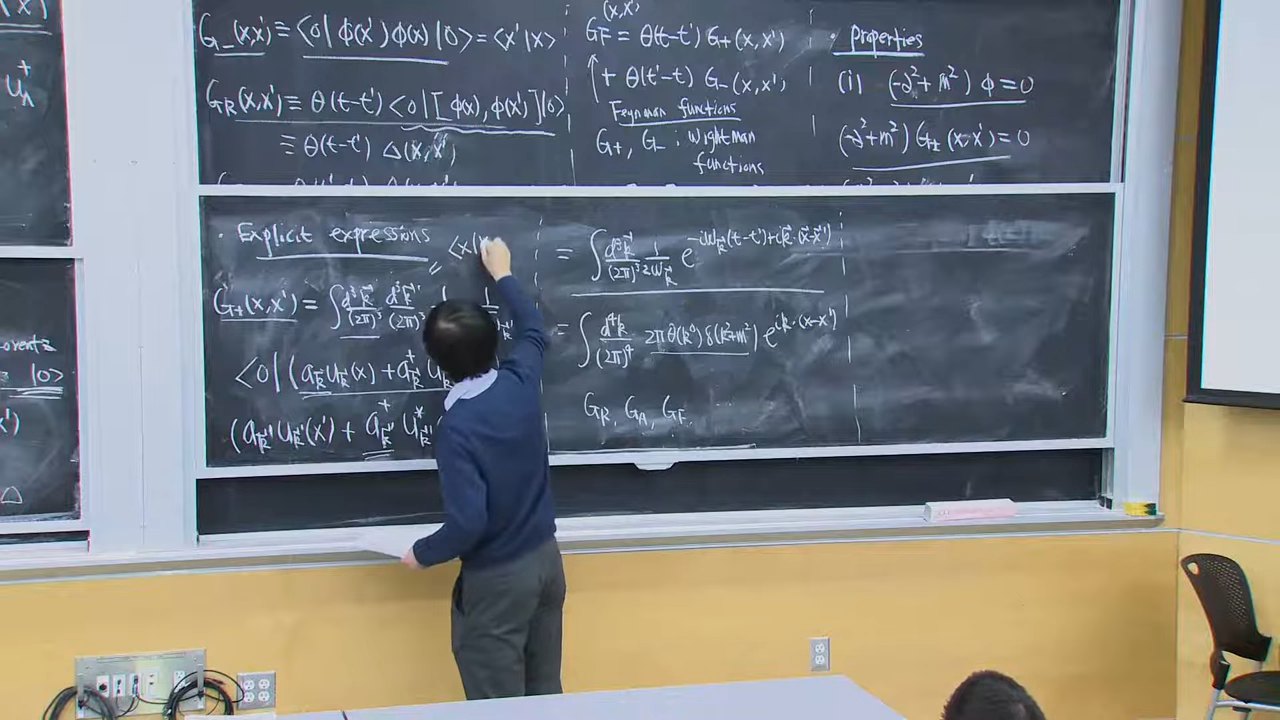 G_-(x,x') ≡ <0| φ(x') φ(x) |0> = <x'|x>
G_R(x,x') ≡ θ(t-t') <0|[φ(x), φ(x')]|0>
≡ θ(t-t') Δ(x,x')
(x,x')
G_F = θ(t-t') G_+(x,x')
+ θ(t'-t) G_-(x,x')
Feynman functions
G_+, G_- : Wightman
functions
· Properties
(i) (-∂²+m²) φ = 0
(-∂²+m²) G_±(x-x') = 0
u_n^+
|0>
· Explicit expressions
= <x|x
G_+(x,x') = ∫ d³k/(2π)³ d³k'/(2π)³
<0| (a_k u_k(x) + a_k^+ u
(a_k' u_k'(x') + a_k'^+ u*_k'
= ∫ d³k/(2π)³ 1/2ω_k e^{-iω_k(t-t')+ik·(x-x')}
= ∫ d⁴k/(2π)⁴ 2πθ(k⁰) δ(k²+m²) e^{ik·(x-x')}
G_R, G_A, G_F.